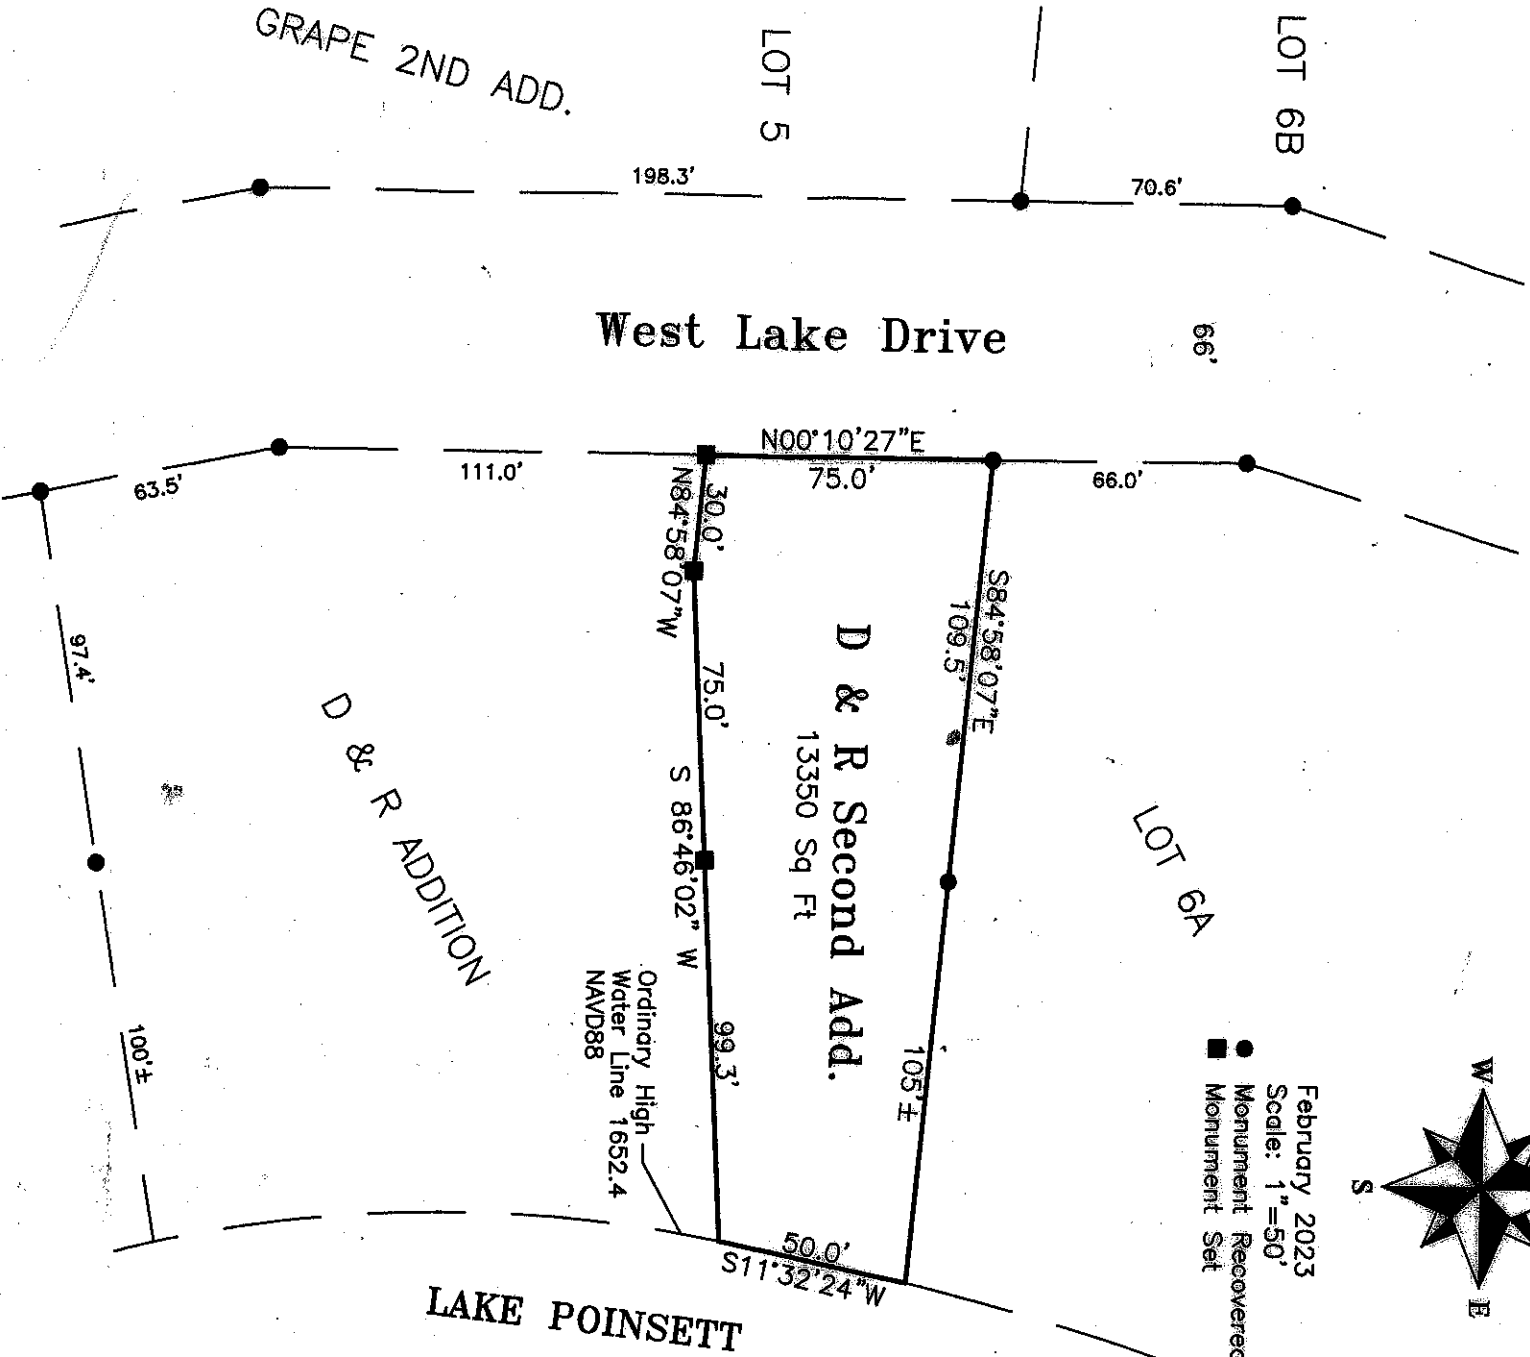 GRAPE 2ND ADD.
LOT 5
LOT 6B
198.3'
70.6'
West Lake Drive
66'
N00°10'27"E
75.0'
63.5'
111.0'
66.0'
30.0'
N84°58'07"W
S84°58'07"E
109.5'
97.4'
75.0'
S 86°46'02" W
D & R Second Add.
13350 Sq Ft
D & R ADDITION
LOT 6A
99.3'
105'±
100'±
Ordinary High
Water Line 1652.4
NAVD88
50.0'
S11°32'24"W
LAKE POINSETT
February 2023
Scale: 1"=50'
Monument Recovered
Monument Set
W
S
E